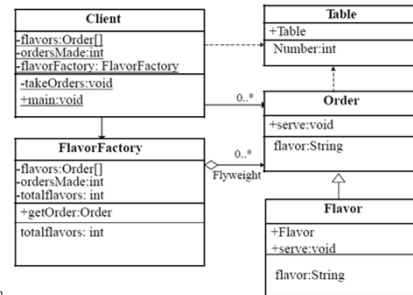 Client
-flavors:Order[]
-ordersMade:int
-flavorFactory: FlavorFactory
-takeOrders:void
+main:void
Table
+Table
Number:int
0..*
Order
+serve:void
flavor:String
FlavorFactory
-flavors:Order[]
-ordersMade:int
-totalflavors: int
+getOrder:Order
totalflavors: int
0..*
Flyweight
Flavor
+Flavor
+serve:void
flavor:String